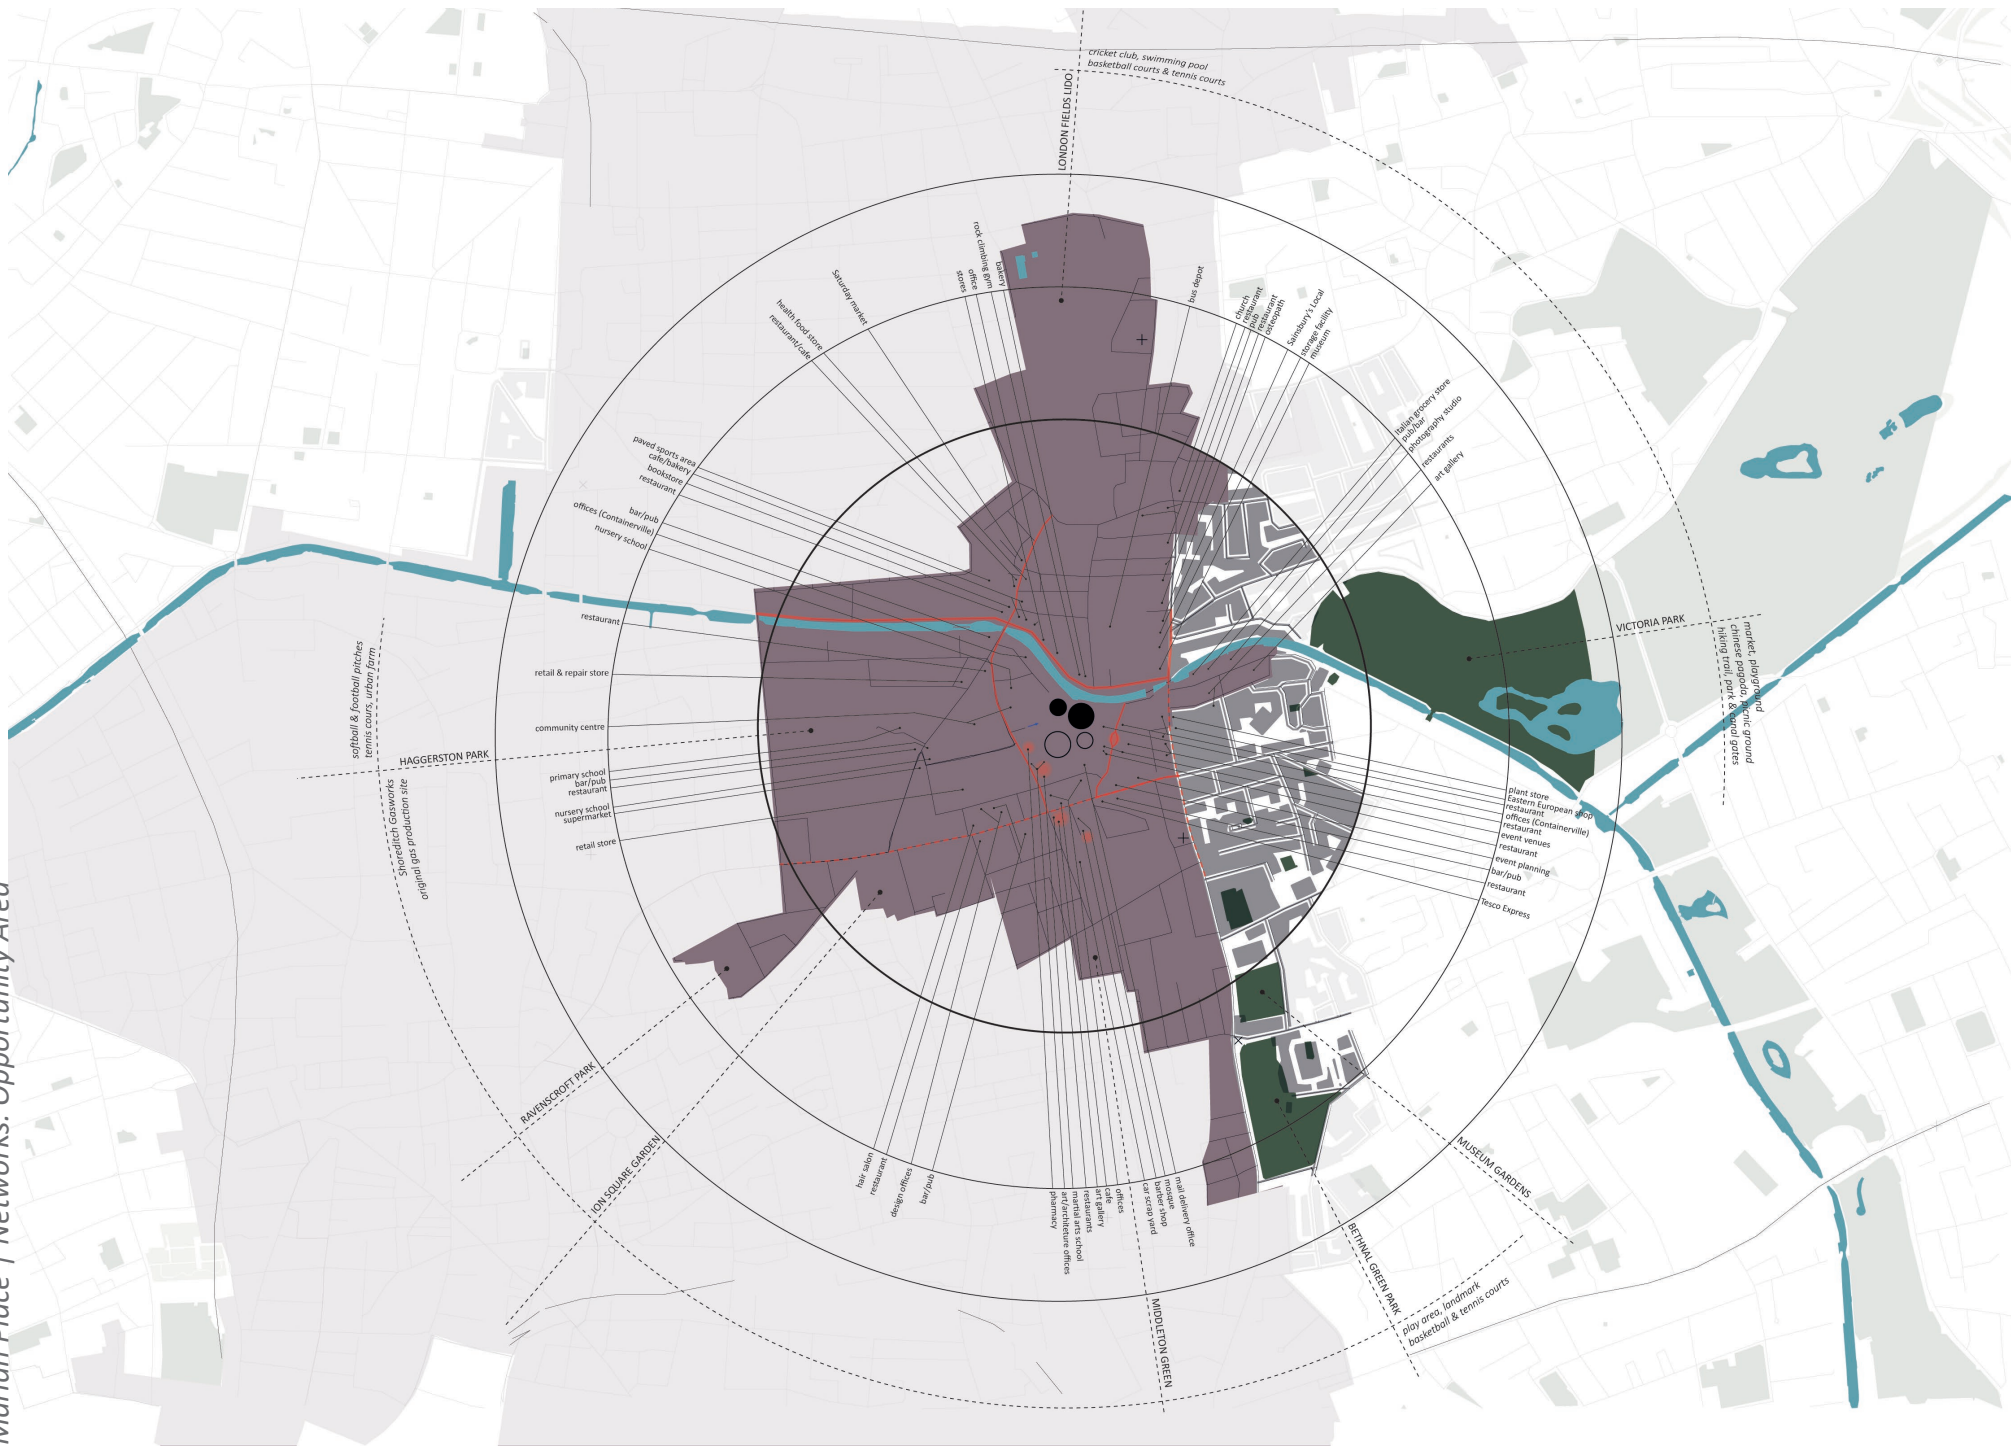 cricket club, swimming pool
basketball courts & tennis courts
LONDON FIELDS LIDO
rock climbing gym
bakery
office
stores
Saturday market
health food store
restaurant/cafe
bus depot
church
restaurant
pub
restaurant
osteopath
Sainsbury's Local
storage facility
museum
Italian grocery store
pub/bar
photography studio
restaurants
art gallery
paved sports area
cafe/bakery
bookstore
restaurant
bar/pub
offices (Containerville)
nursery school
restaurant
retail & repair store
community centre
primary school
bar/pub
restaurant
nursery school
supermarket
retail store
softball & football pitches
tennis cours, urban farm
HAGGERSTON PARK
Shoreditch Gasworks
original gas production site
VICTORIA PARK
market, playground
chinese pagoda, picnic ground
hiking trail, park & canal gates
plant store
Eastern European shop
restaurant
offices (Containerville)
restaurant
event venues
restaurant
event planning
bar/pub
restaurant
Tesco Express
RAVENSCROFT PARK
ION SQUARE GARDEN
hair salon
restaurant
design offices
bar/pub
pharmacy
art/architecture offices
martial arts school
restaurants
art gallery
cafe
offices
car scrap yard
barber shop
mosque
mail delivery office
MIDDLETON GREEN
MUSEUM GARDENS
BETHNAL GREEN PARK
play area, landmark
basketball & tennis courts
Place | Networks: Opportunity Area